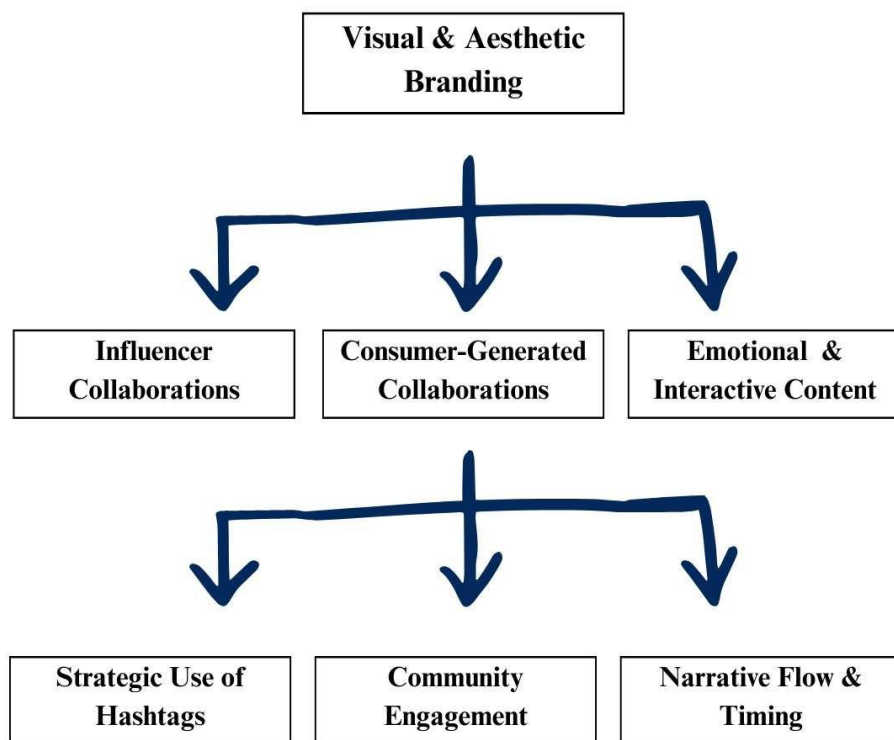 Visual & Aesthetic
Branding
Influencer
Collaborations
Consumer-Generated
Collaborations
Emotional &
Interactive Content
Strategic Use of
Hashtags
Community
Engagement
Narrative Flow &
Timing